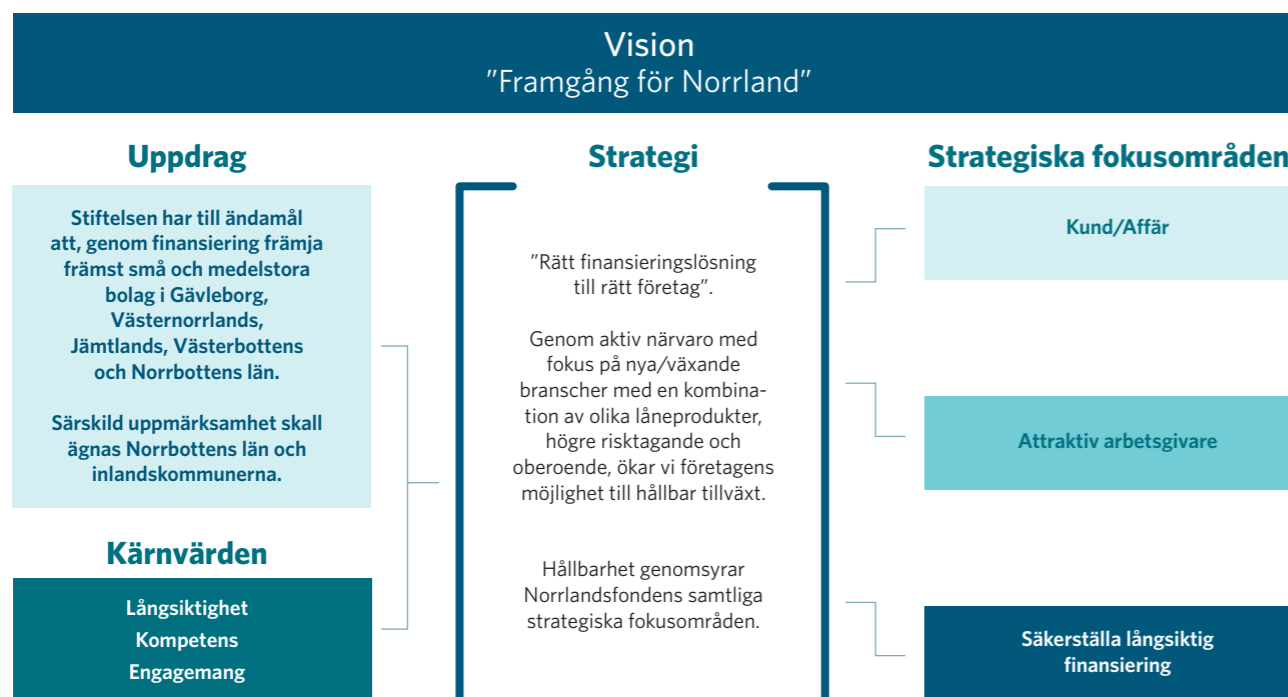 Vision
”Framgång för Norrland”
Uppdrag
Stiftelsen har till ändamål
att, genom finansiering främja
främst små och medelstora
bolag i Gävleborg,
Västernorrlands,
Jämtlands, Västerbottens
och Norrbottens län.
Särskild uppmärksamhet skall
ägnas Norrbottens län och
inlandskommunerna.
Kärnvärden
Långsiktighet
Kompetens
Engagemang
Strategi
”Rätt finansieringslösning
till rätt företag”.
Genom aktiv närvaro med
fokus på nya/växande
branscher med en kombina-
tion av olika låneprodukter,
högre risktagande och
oberoende, ökar vi företagens
möjlighet till hållbar tillväxt.
Hållbarhet genomsyrar
Norrlandsfondens samtliga
strategiska fokusområden.
Strategiska fokusområden
Kund/Affär
Attraktiv arbetsgivare
Säkerställa långsiktig
finansiering